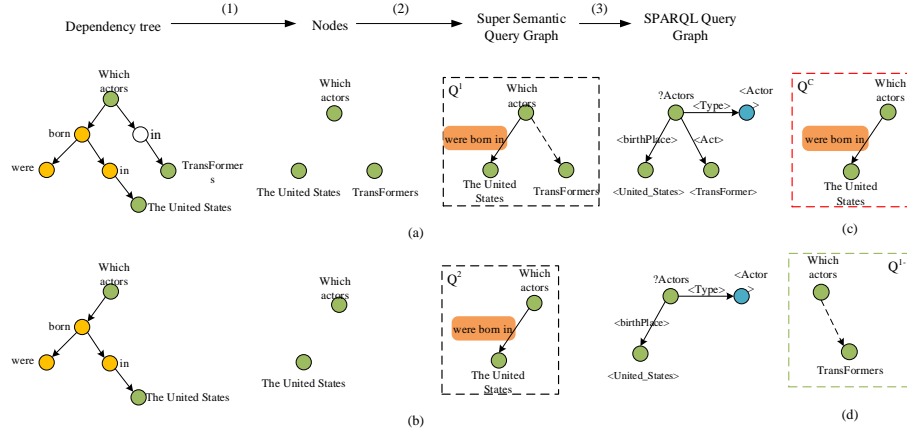 (1)
(2)
(3)
Dependency tree
Nodes
Super Semantic
Query Graph
SPARQL Query
Graph
Which
actors
born
in
were
in
TransFormer
s
The United States
Which
actors
The United States
TransFormers
Q1
Which
actors
were born in
The United
States
TransFormers
?Actors
<Type>
<Actor
>
<birthPlace>
<Act>
<United_States>
<TransFormer>
QC
Which
actors
were born in
The United
States
(a)
(c)
Which
actors
born
were
in
The United States
Which
actors
The United States
Q2
Which
actors
were born in
The United
States
?Actors
<Type>
<Actor
>
<birthPlace>
<United_States>
Which
actors
Q1-
TransFormers
(b)
(d)